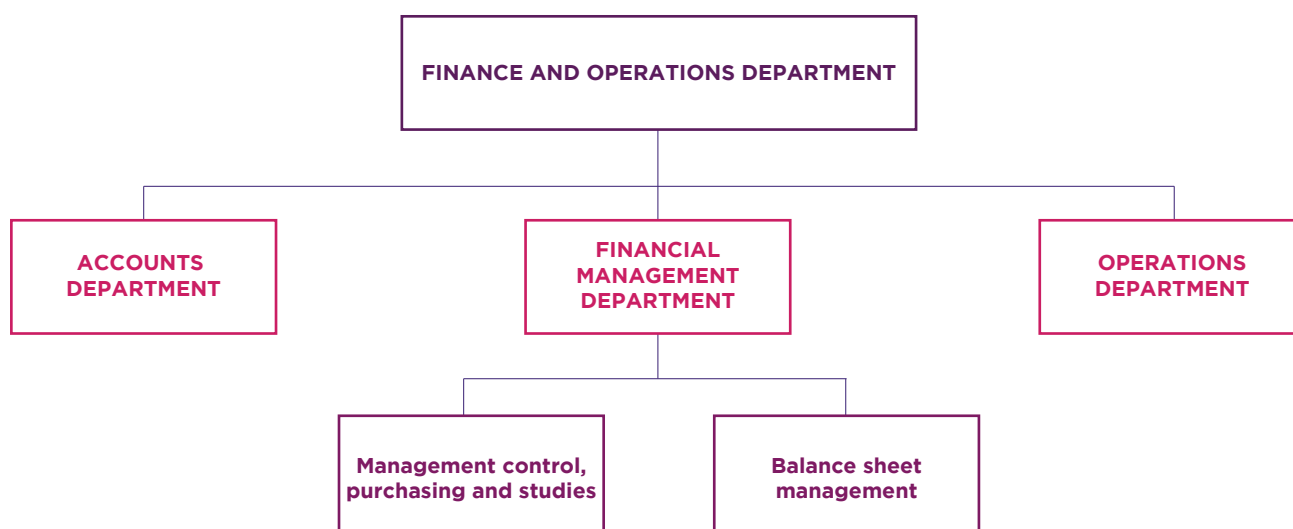 FINANCE AND OPERATIONS DEPARTMENT
ACCOUNTS
DEPARTMENT
FINANCIAL
MANAGEMENT
DEPARTMENT
OPERATIONS
DEPARTMENT
Management control,
purchasing and studies
Balance sheet
management